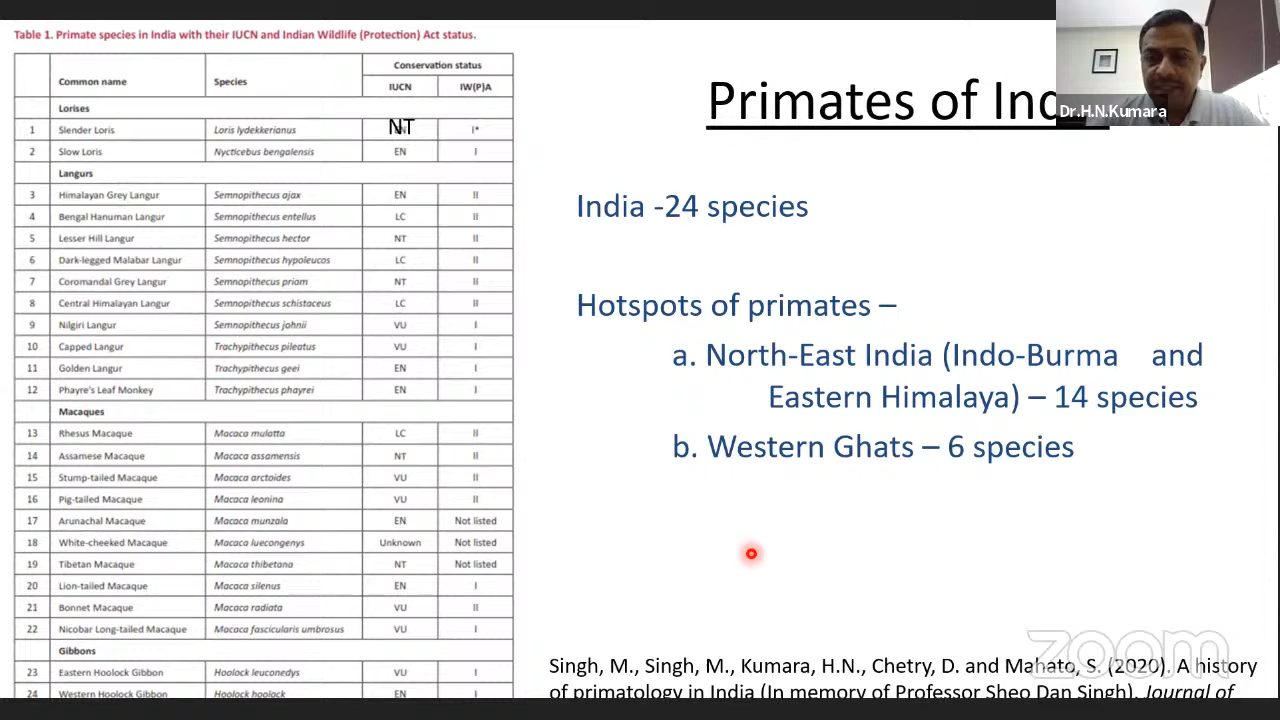 Table 1. Primate species in India with their IUCN and Indian Wildlife (Protection) Act status.
Common name Species Conservation status
IUCN IW(P)A
Lorises
1 Slender Loris Loris lydekkerianus NT I*
2 Slow Loris Nycticebus bengalensis EN I
Langurs
3 Himalayan Grey Langur Semnopithecus ajax EN II
4 Bengal Hanuman Langur Semnopithecus entellus LC II
5 Lesser Hill Langur Semnopithecus hector NT II
6 Dark-legged Malabar Langur Semnopithecus hypoleucos LC II
7 Coromandal Grey Langur Semnopithecus priam NT II
8 Central Himalayan Langur Semnopithecus schistaceus LC II
9 Nilgiri Langur Semnopithecus johnii VU I
10 Capped Langur Trachypithecus pileatus VU I
11 Golden Langur Trachypithecus geei EN I
12 Phayre's Leaf Monkey Trachypithecus phayrei EN I
Macaques
13 Rhesus Macaque Macaca mulatta LC II
14 Assamese Macaque Macaca assamensis NT II
15 Stump-tailed Macaque Macaca arctoides VU II
16 Pig-tailed Macaque Macaca leonina VU II
17 Arunachal Macaque Macaca munzala EN Not listed
18 White-cheeked Macaque Macaca luecongenys Unknown Not listed
19 Tibetan Macaque Macaca thibetana NT Not listed
20 Lion-tailed Macaque Macaca silenus EN I
21 Bonnet Macaque Macaca radiata VU II
22 Nicobar Long-tailed Macaque Macaca fascicularis umbrosus VU I
Gibbons
23 Eastern Hoolock Gibbon Hoolock leuconedys VU I
24 Western Hoolock Gibbon Hoolock hoolock EN I
Primates of Ind
Dr.H.N.Kumara
India -24 species
Hotspots of primates –
a. North-East India (Indo-Burma and
Eastern Himalaya) – 14 species
b. Western Ghats – 6 species
zoom
Singh, M., Singh, M., Kumara, H.N., Chetry, D. and Mahato, S. (2020). A history
of primatology in India (In memory of Professor Sheo Dan Singh). Journal of